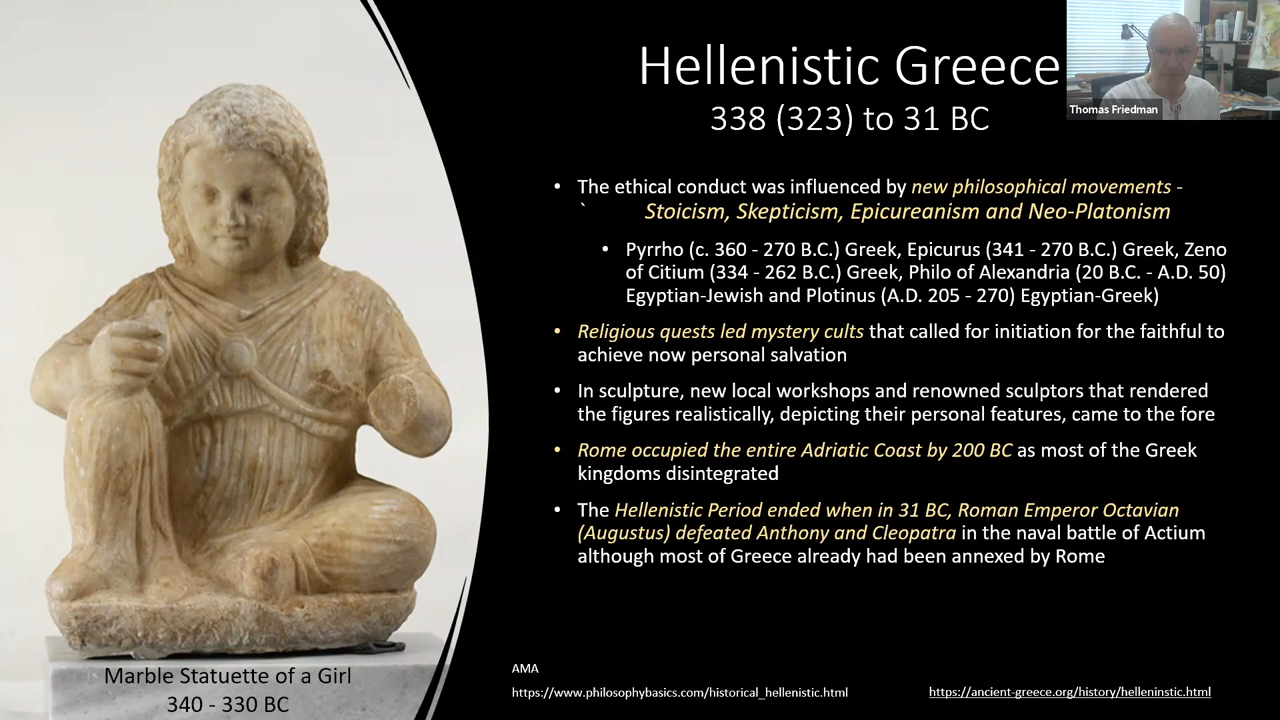 Hellenistic Greece
338 (323) to 31 BC
Thomas Friedman
• The ethical conduct was influenced by new philosophical movements -
` Stoicism, Skepticism, Epicureanism and Neo-Platonism
• Pyrrho (c. 360 - 270 B.C.) Greek, Epicurus (341 - 270 B.C.) Greek, Zeno
of Citium (334 - 262 B.C.) Greek, Philo of Alexandria (20 B.C. - A.D. 50)
Egyptian-Jewish and Plotinus (A.D. 205 - 270) Egyptian-Greek)
• Religious quests led mystery cults that called for initiation for the faithful to
achieve now personal salvation
• In sculpture, new local workshops and renowned sculptors that rendered
the figures realistically, depicting their personal features, came to the fore
• Rome occupied the entire Adriatic Coast by 200 BC as most of the Greek
kingdoms disintegrated
• The Hellenistic Period ended when in 31 BC, Roman Emperor Octavian
(Augustus) defeated Anthony and Cleopatra in the naval battle of Actium
although most of Greece already had been annexed by Rome
Marble Statuette of a Girl
340 - 330 BC
AMA
https://www.philosophybasics.com/historical_hellenistic.html
https://ancient-greece.org/history/helleninstic.html